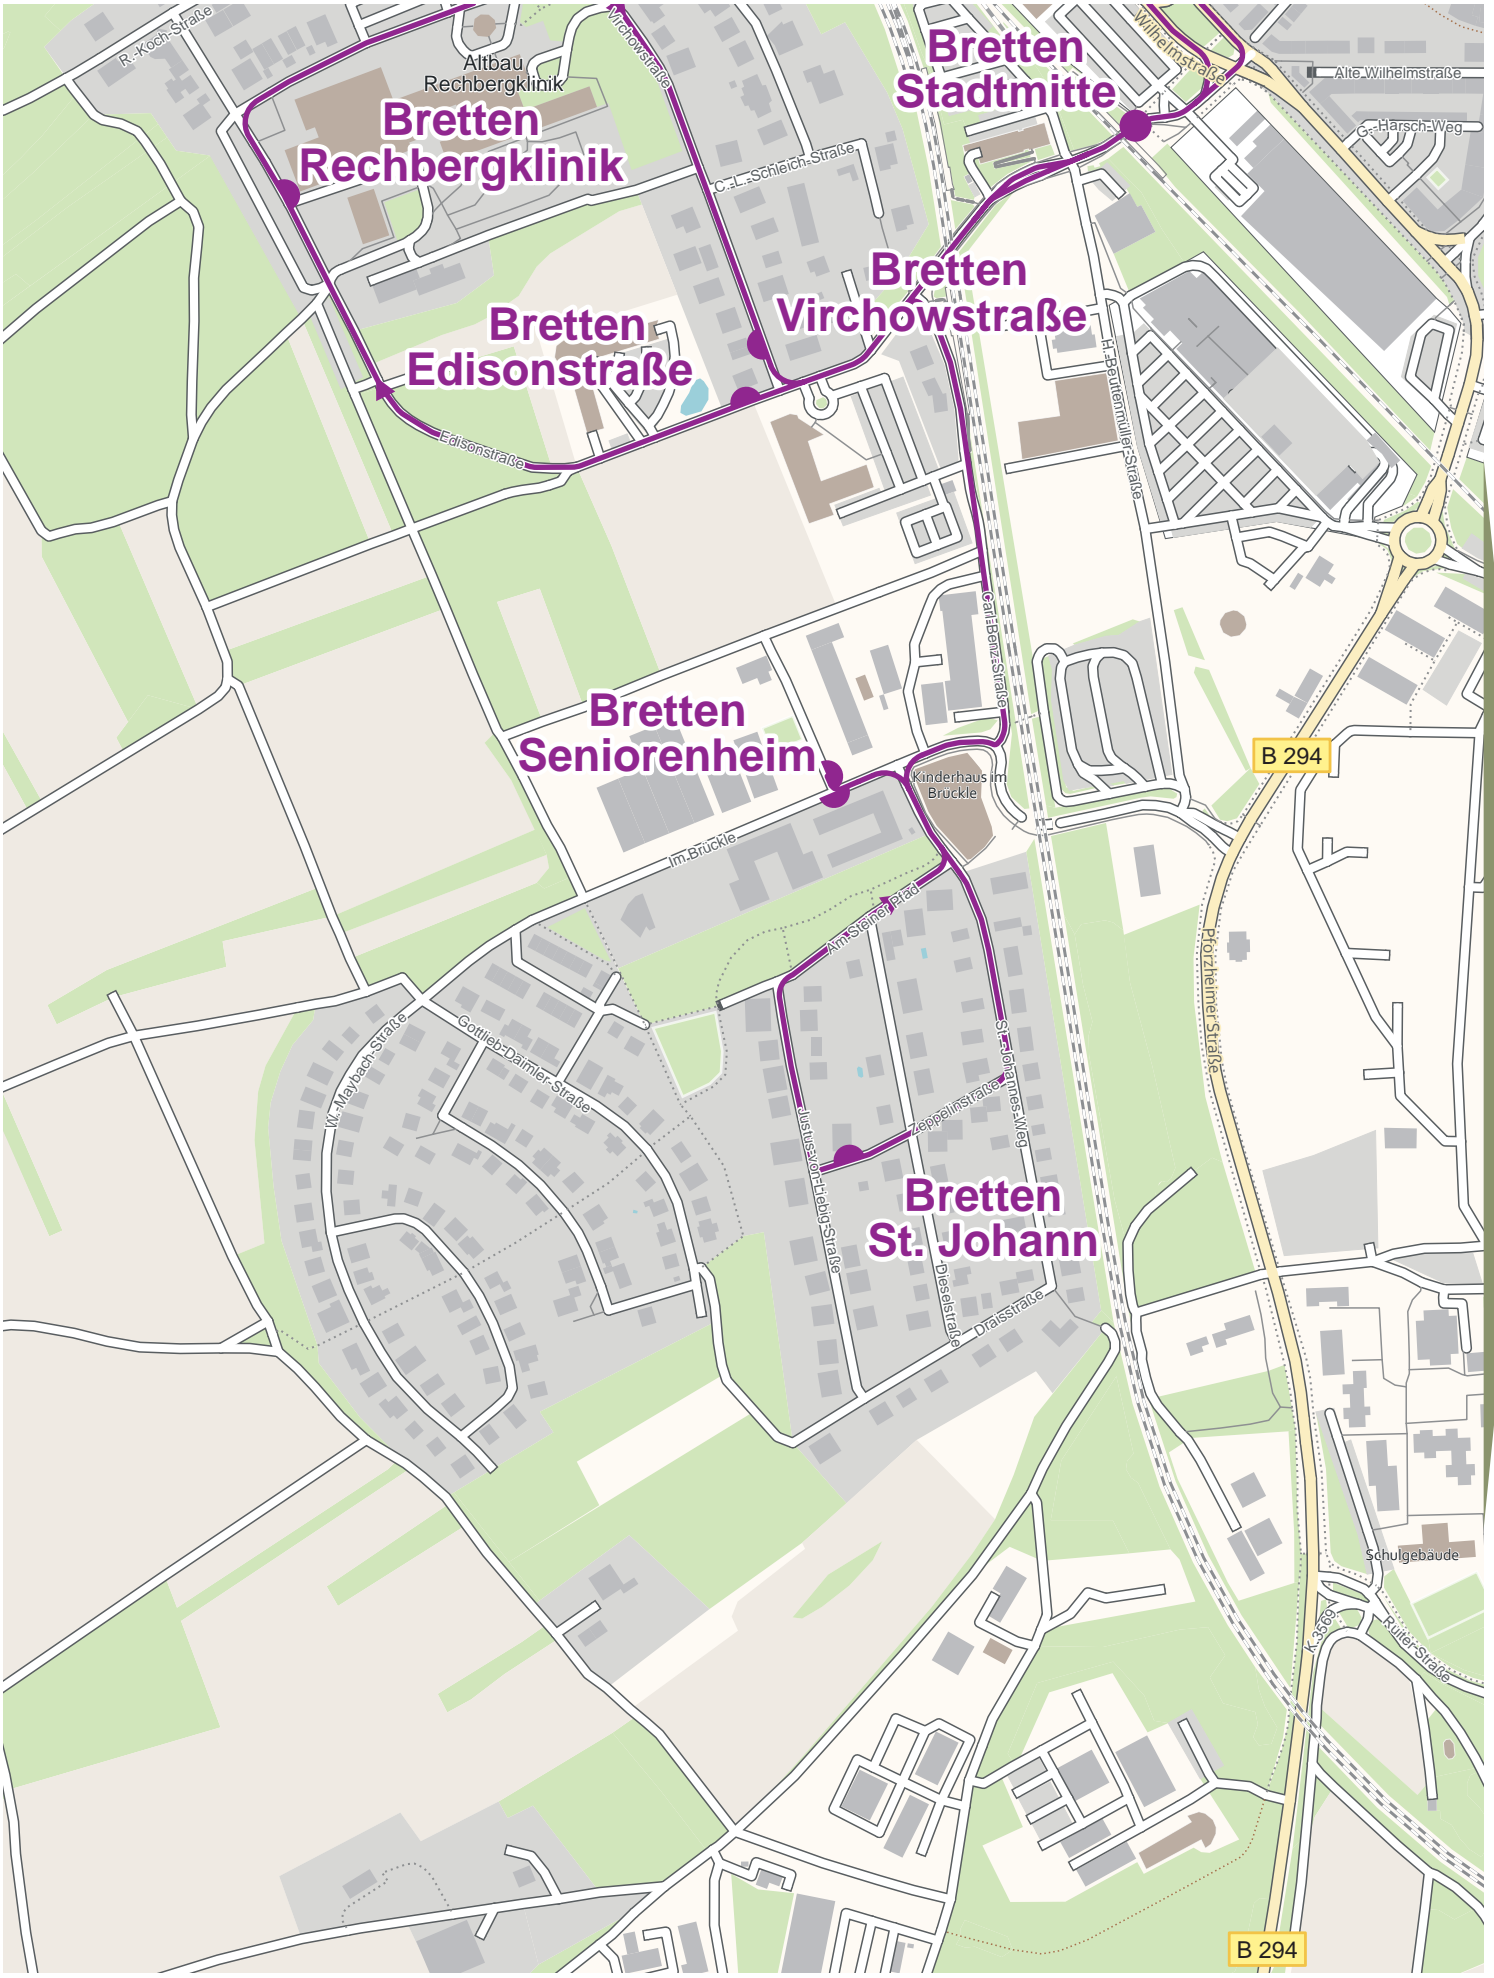 R.-Koch-Straße
Altbau
Rechbergklinik
Virchowstraße
Bretten
Stadtmitte
Wilhelmstraße
Alte Wilhelmstraße
G.-Harsch-Weg
Bretten
Rechbergklinik
C.-L.-Schleich-Straße
Bretten
Virchowstraße
Bretten
Edisonstraße
H.-Beuttenmüller-Straße
Edisonstraße
Carl-Benz-Straße
Bretten
Seniorenheim
B 294
Kinderhaus im
Brückle
Im Brückle
Am Steiner Pfad
Pforzheimer Straße
W.-Maybach-Straße
Gottlieb-Daimler-Straße
St.-Johannes-Weg
Zeppelinstraße
Justus-von-Liebig-Straße
Bretten
St. Johann
Dieselstraße
Draisstraße
Schulgebäude
K 3569
Ruiter-Straße
B 294